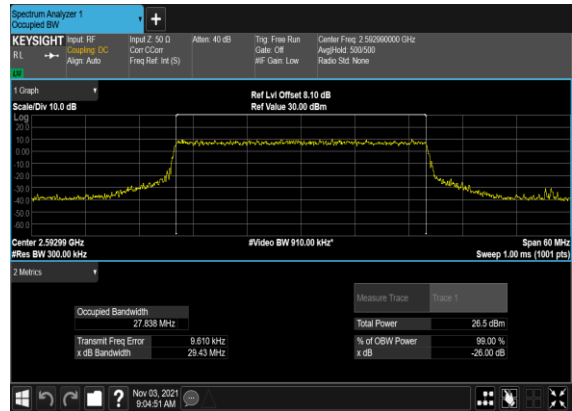 Spectrum Analyzer 1
Occupied BW
+
KEYSIGHT Input: RF Input Z: 50 Ω Atten: 40 dB Trig: Free Run Center Freq: 2.592990000 GHz
RL Coupling: DC Corr CCorr Gate: Off Avg|Hold: 500/500
Align: Auto Freq Ref: Int (S) #IF Gain: Low Radio Std: None
LW
1 Graph
Ref Lvl Offset 8.10 dB
Scale/Div 10.0 dB Ref Value 30.00 dBm
Log
20.0
10.0
0.00
-10.0
-20.0
-30.0
-40.0
-50.0
-60.0
Center 2.59299 GHz #Video BW 910.00 kHz* Span 60 MHz
#Res BW 300.00 kHz Sweep 1.00 ms (1001 pts)
2 Metrics
Measure Trace Trace 1
Occupied Bandwidth
27.838 MHz Total Power 26.5 dBm
Transmit Freq Error 9.610 kHz % of OBW Power 99.00 %
x dB Bandwidth 29.43 MHz x dB -26.00 dB
? Nov 03, 2021
9:04:51 AM